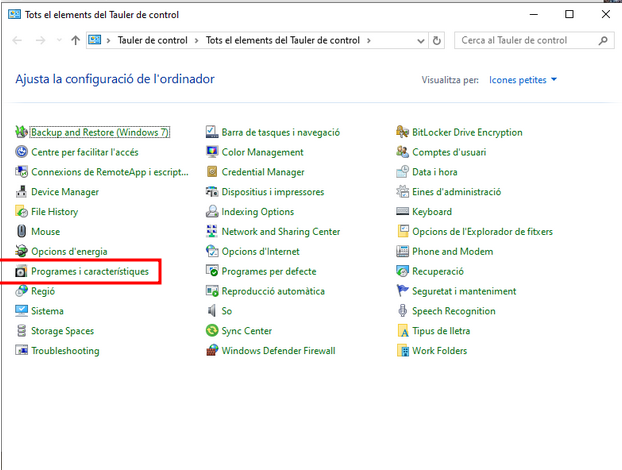 Tots el elements del Tauler de control
Tauler de control > Tots el elements del Tauler de control >
Cerca al Tauler de control
Ajusta la configuració de l'ordinador
Visualitza per: Icones petites
Backup and Restore (Windows 7)
Barra de tasques i navegació
BitLocker Drive Encryption
Centre per facilitar l'accés
Color Management
Comptes d'usuari
Connexions de RemoteApp i escript...
Credential Manager
Data i hora
Device Manager
Dispositius i impressores
Eines d'administració
File History
Indexing Options
Keyboard
Mouse
Network and Sharing Center
Opcions de l'Explorador de fitxers
Opcions d'energia
Opcions d'Internet
Phone and Modem
Programes i característiques
Programes per defecte
Recuperació
Regió
Reproducció automàtica
Seguretat i manteniment
Sistema
So
Speech Recognition
Storage Spaces
Sync Center
Tipus de lletra
Troubleshooting
Windows Defender Firewall
Work Folders